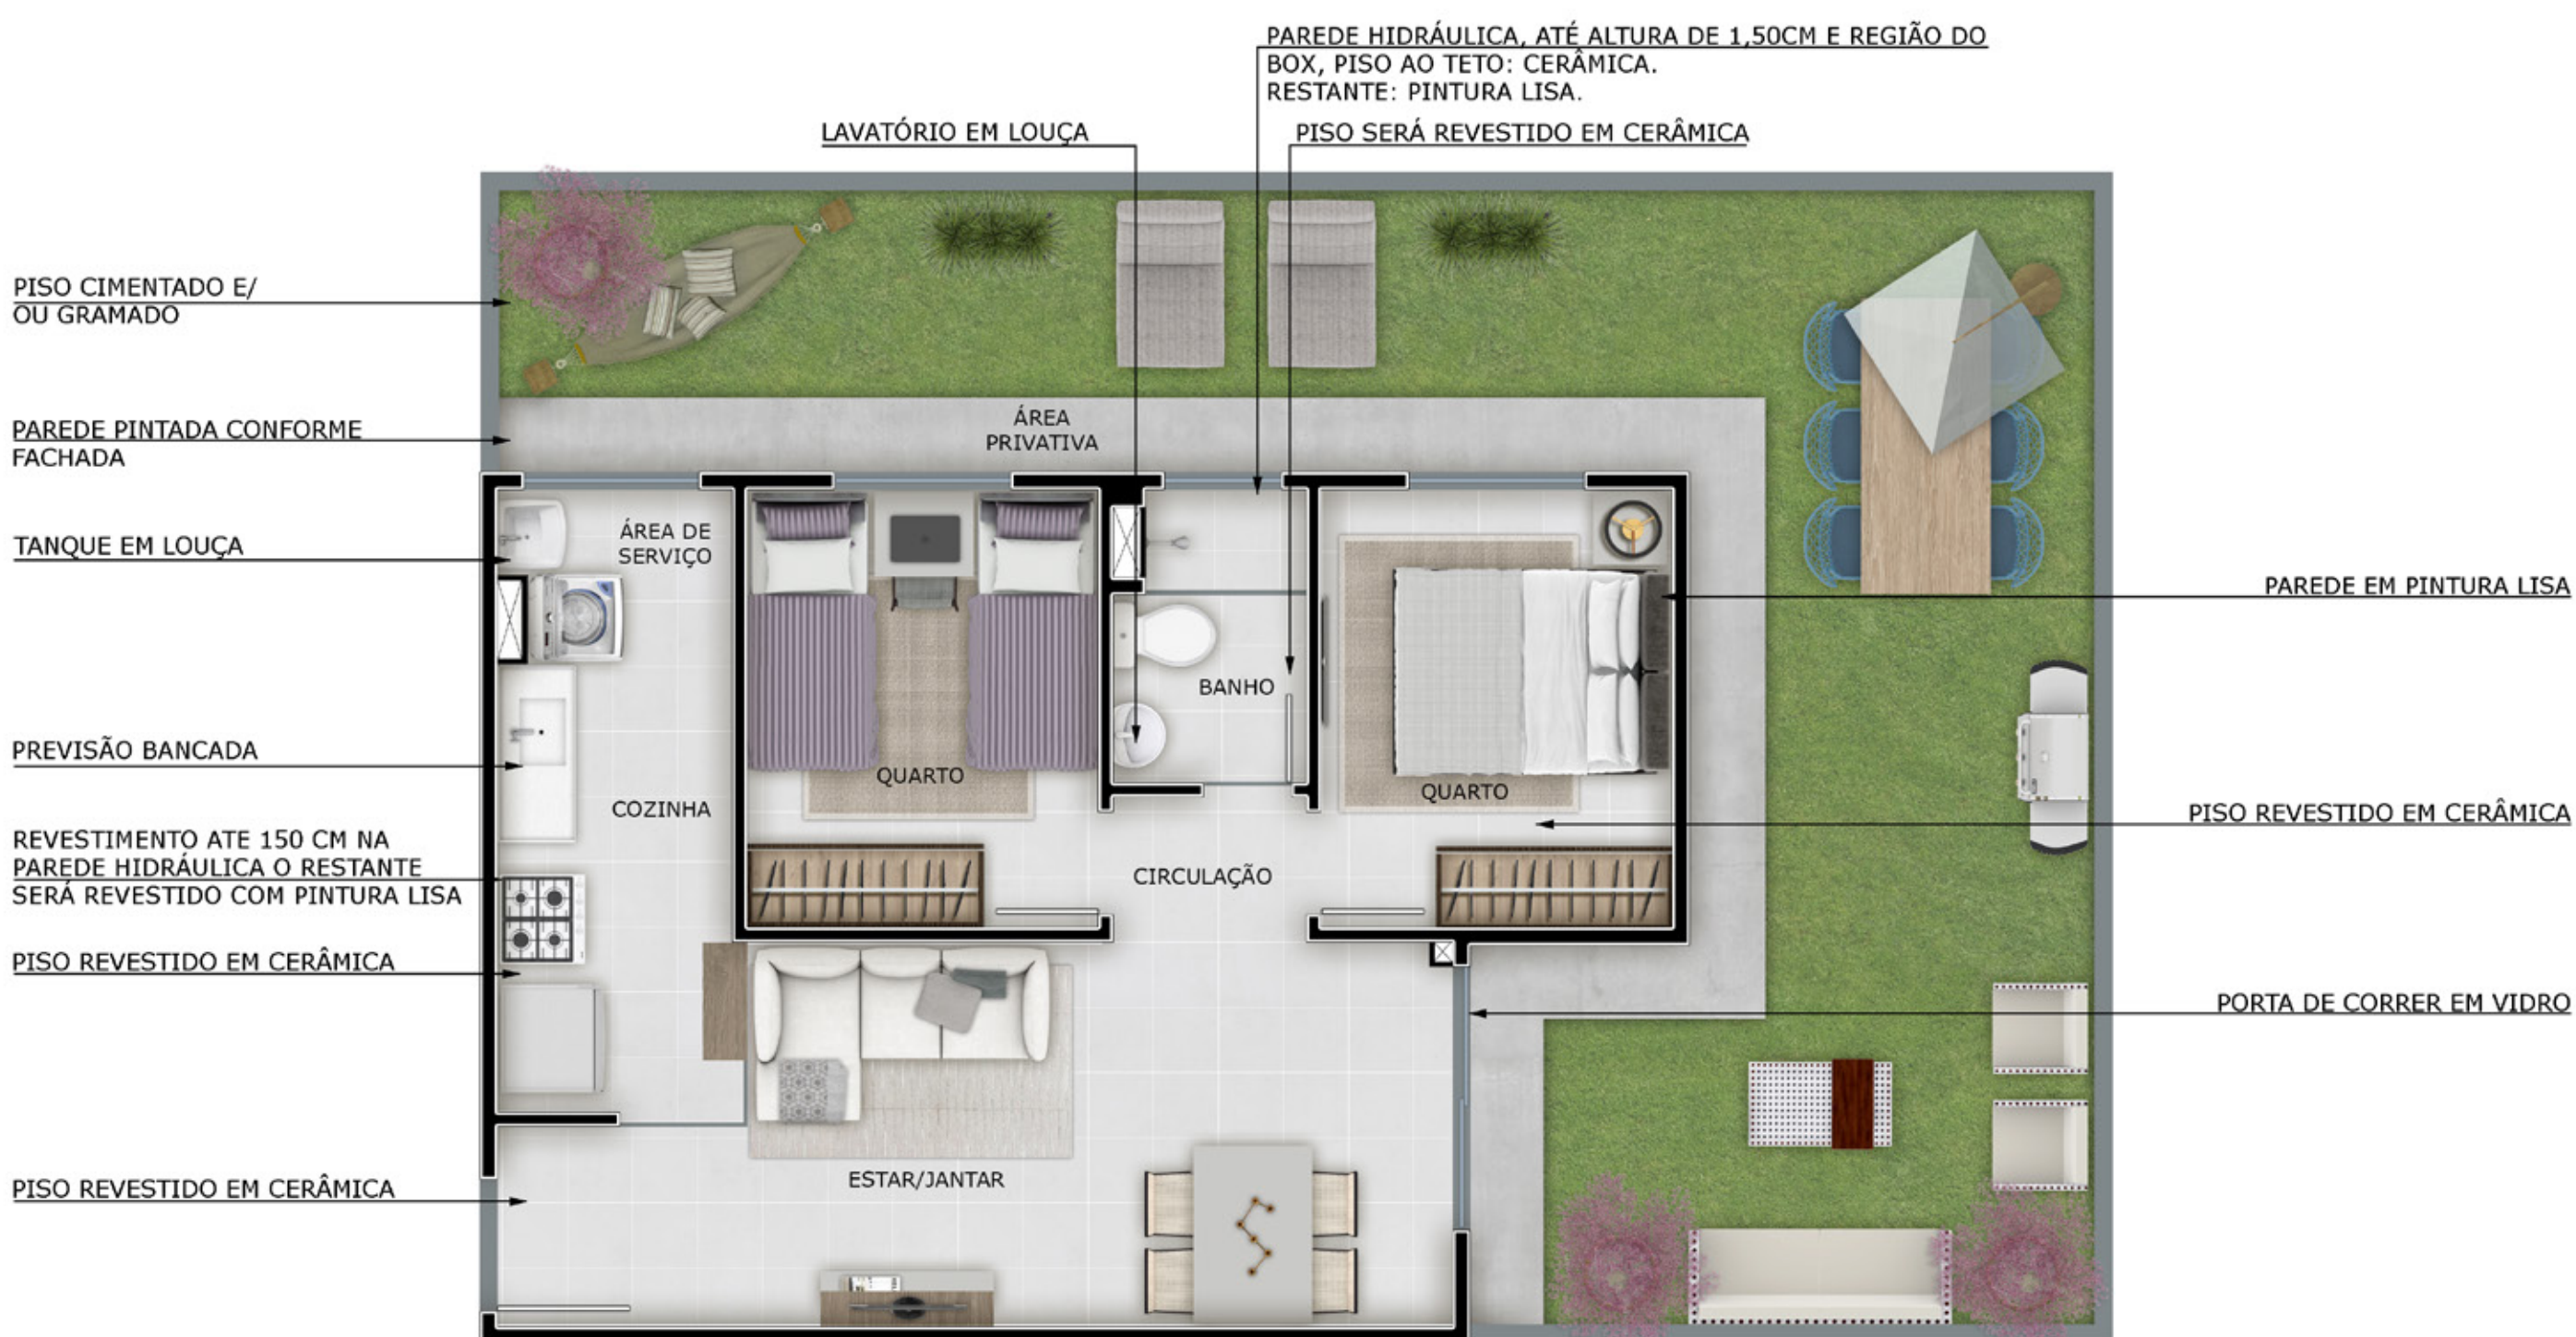 PAREDE HIDRÁULICA, ATÉ ALTURA DE 1,50CM E REGIÃO DO
BOX, PISO AO TETO: CERÂMICA.
RESTANTE: PINTURA LISA.
LAVATÓRIO EM LOUÇA
PISO SERÁ REVESTIDO EM CERÂMICA
PISO CIMENTADO E/
OU GRAMADO
PAREDE PINTADA CONFORME
FACHADA
ÁREA
PRIVATIVA
TANQUE EM LOUÇA
ÁREA DE
SERVIÇO
PAREDE EM PINTURA LISA
BANHO
PREVISÃO BANCADA
QUARTO
QUARTO
COZINHA
PISO REVESTIDO EM CERÂMICA
REVESTIMENTO ATE 150 CM NA
PAREDE HIDRÁULICA O RESTANTE
SERÁ REVESTIDO COM PINTURA LISA
CIRCULAÇÃO
PISO REVESTIDO EM CERÂMICA
PORTA DE CORRER EM VIDRO
ESTAR/JANTAR
PISO REVESTIDO EM CERÂMICA